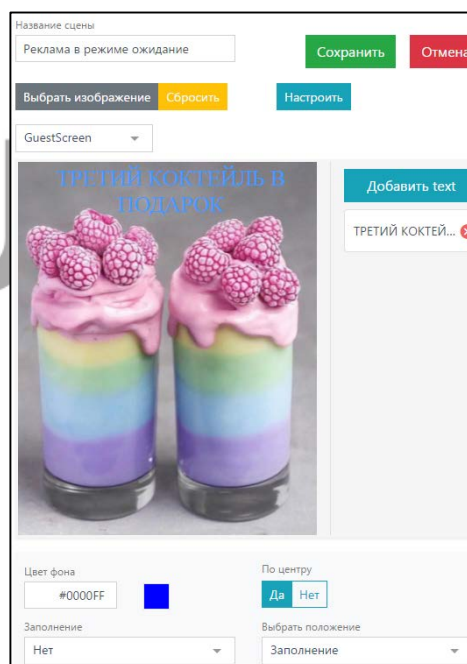 Название сцены
Реклама в режиме ожидание
Сохранить
Отмена
Выбрать изображение
Сбросить
Настроить
GuestScreen
ТРЕТИЙ КОКТЕЙЛЬ В
ПОДАРОК
Добавить text
ТРЕТИЙ КОКТЕЙ...
Цвет фона
#0000FF
По центру
Да
Нет
Заполнение
Нет
Выбрать положение
Заполнение